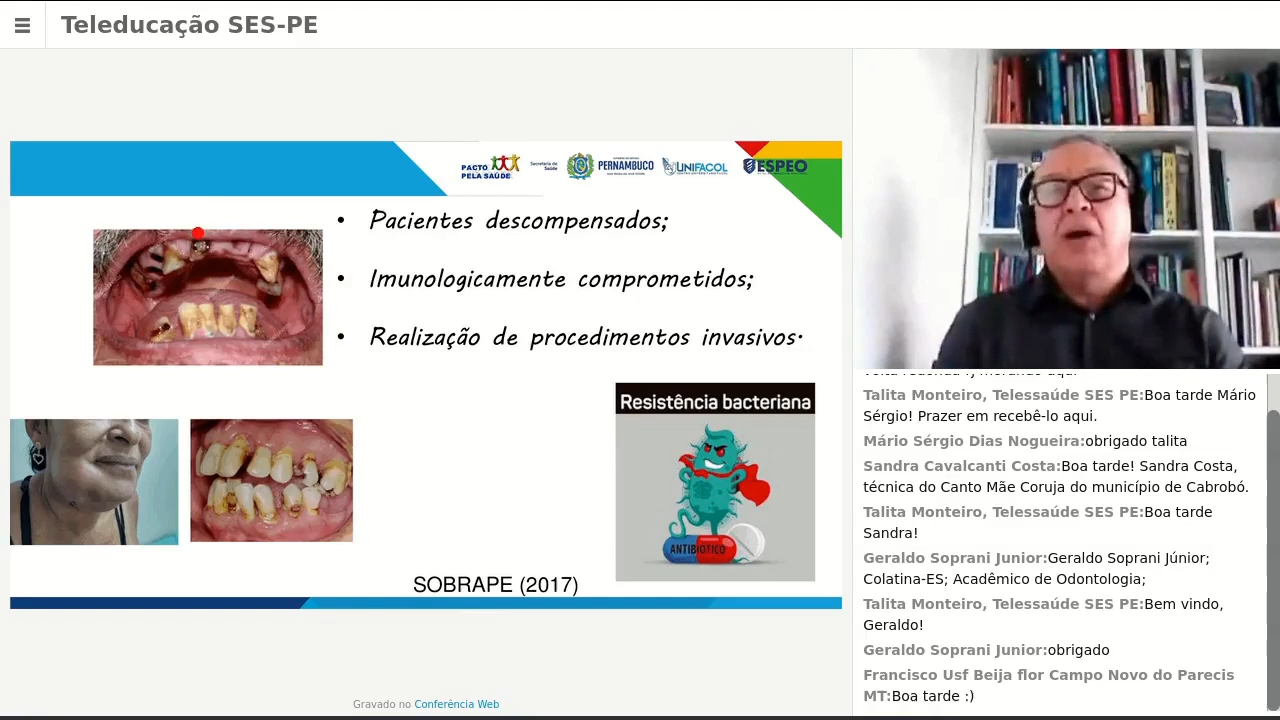 Teleducação SES-PE
PACTO
PELA SAÚDE
Secretaria de
Saúde
PERNAMBUCO
UNIFACOL
ESPEO
• Pacientes descompensados;
• Imunologicamente comprometidos;
• Realização de procedimentos invasivos.
Resistência bacteriana
ANTIBIÓTICO
SOBRAPE (2017)
Gravado no Conferência Web
Talita Monteiro, Telessaúde SES PE:Boa tarde Mário
Sérgio! Prazer em recebê-lo aqui.
Mário Sérgio Dias Nogueira:obrigado talita
Sandra Cavalcanti Costa:Boa tarde! Sandra Costa,
técnica do Canto Mãe Coruja do município de Cabrobó.
Talita Monteiro, Telessaúde SES PE:Boa tarde
Sandra!
Geraldo Soprani Junior:Geraldo Soprani Júnior;
Colatina-ES; Acadêmico de Odontologia;
Talita Monteiro, Telessaúde SES PE:Bem vindo,
Geraldo!
Geraldo Soprani Junior:obrigado
Francisco Usf Beija flor Campo Novo do Parecis
MT:Boa tarde :)